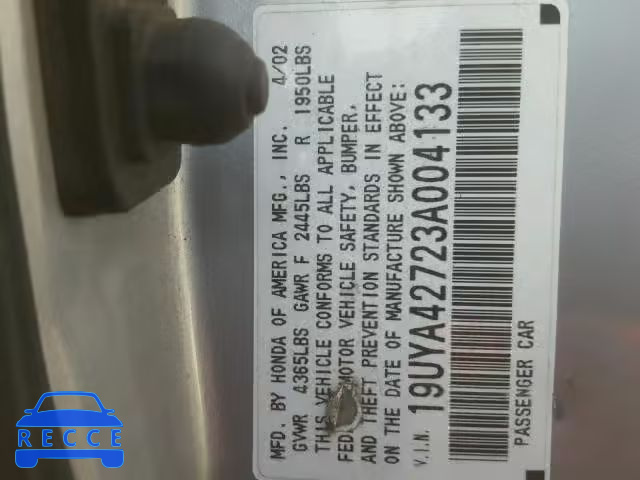 MFD. BY HONDA OF AMERICA MFG., INC. 4/02
GVWR 4365LBS GAWR F 2445LBS R 1950LBS
THIS VEHICLE CONFORMS TO ALL APPLICABLE
FED MOTOR VEHICLE SAFETY, BUMPER,
AND THEFT PREVENTION STANDARDS IN EFFECT
ON THE DATE OF MANUFACTURE SHOWN ABOVE:
V.I.N. 19UYA42723A004133
PASSENGER CAR
RECCE